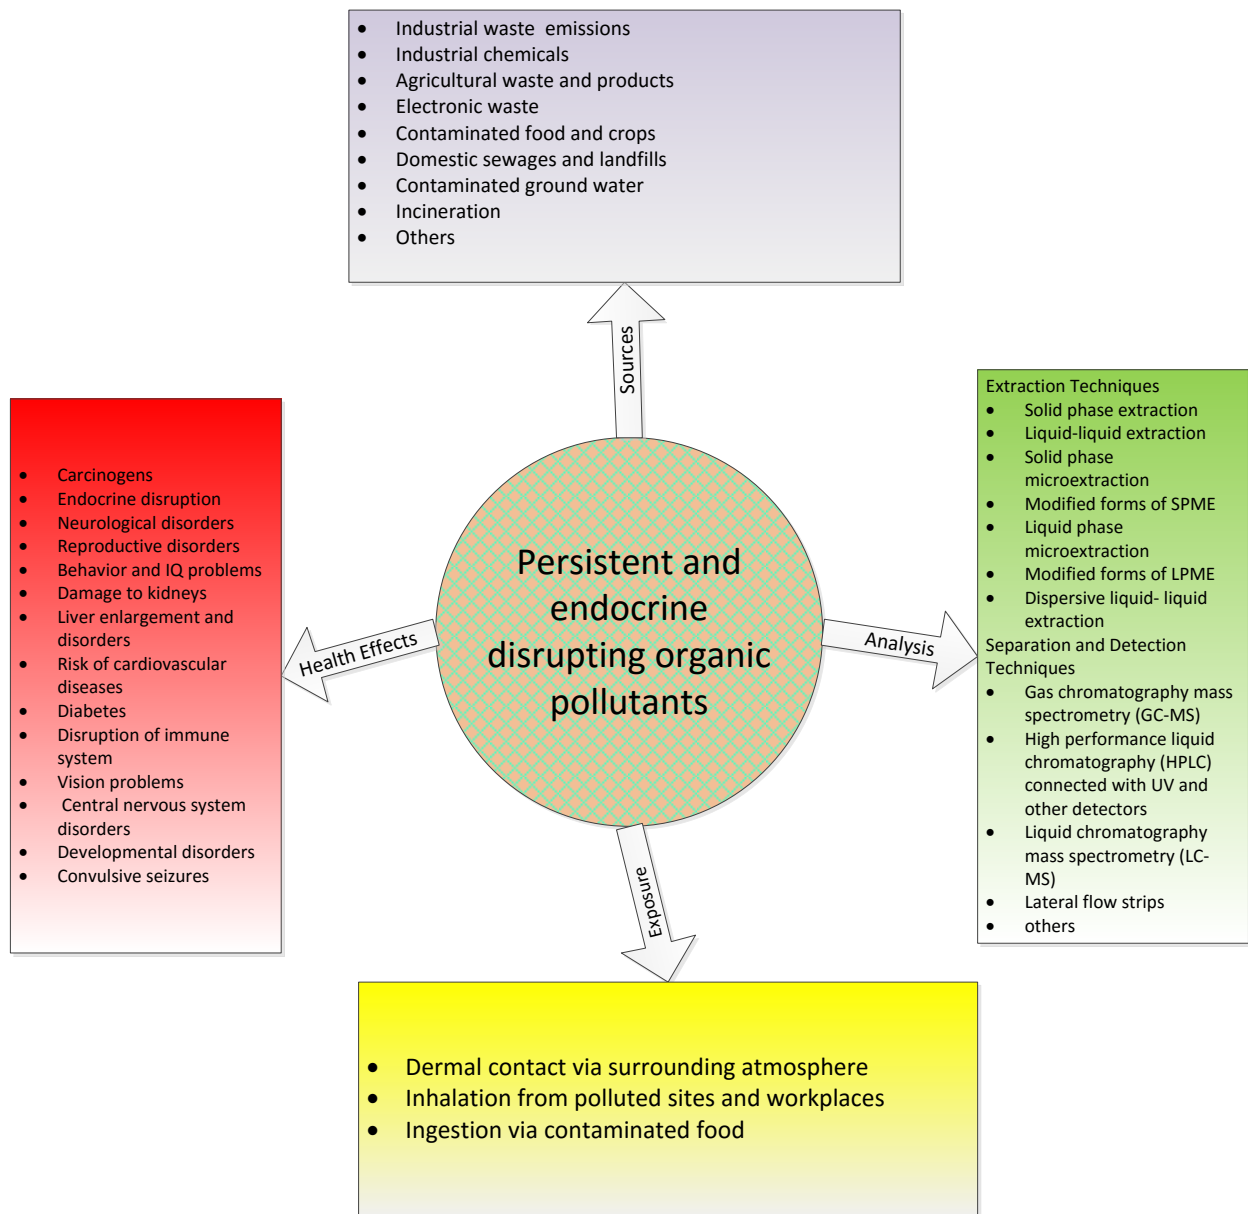 • Industrial waste  emissions
• Industrial chemicals
• Agricultural waste and products
• Electronic waste
• Contaminated food and crops
• Domestic sewages and landfills
• Contaminated ground water
• Incineration
• Others
Sources
• Carcinogens
• Endocrine disruption
• Neurological disorders
• Reproductive disorders
• Behavior and IQ problems
• Damage to kidneys
• Liver enlargement and
disorders
• Risk of cardiovascular
diseases
• Diabetes
• Disruption of immune
system
• Vision problems
• Central nervous system
disorders
• Developmental disorders
• Convulsive seizures
Health Effects
Persistent and
endocrine
disrupting organic
pollutants
Analysis
Extraction Techniques
• Solid phase extraction
• Liquid-liquid extraction
• Solid phase
microextraction
• Modified forms of SPME
• Liquid phase
microextraction
• Modified forms of LPME
• Dispersive liquid- liquid
extraction
Separation and Detection
Techniques
• Gas chromatography mass
spectrometry (GC-MS)
• High performance liquid
chromatography (HPLC)
connected with UV and
other detectors
• Liquid chromatography
mass spectrometry (LC-
MS)
• Lateral flow strips
• others
Exposure
• Dermal contact via surrounding atmosphere
• Inhalation from polluted sites and workplaces
• Ingestion via contaminated food